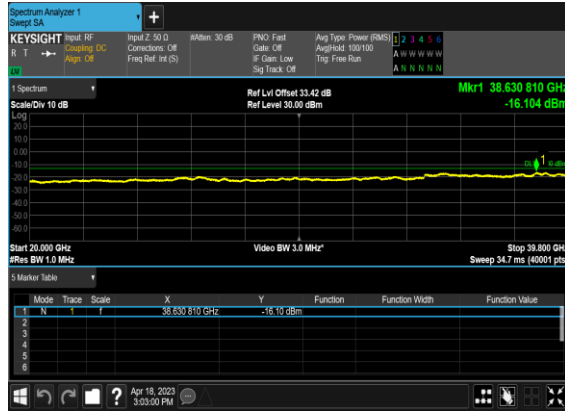 Spectrum Analyzer 1
Swept SA
+
KEYSIGHT Input: RF Input Z: 50 Ω #Atten: 30 dB PNO: Fast Avg Type: Power (RMS) 1 2 3 4 5 6
R T Coupling: DC Corrections: Off Gate: Off Avg|Hold: 100/100 A W W W W W
Align: Off Freq Ref: Int (S) IF Gain: Low Trig: Free Run
Sig Track: Off A N N N N N
LXI
1 Spectrum Ref Lvl Offset 33.42 dB Mkr1 38.630 810 GHz
Scale/Div 10 dB Ref Level 30.00 dBm -16.104 dBm
Log
20.0
10.0
0.00
-10.0
-20.0
-30.0
-40.0
-50.0
-60.0
1
Start 20.000 GHz Video BW 3.0 MHz* Stop 39.800 GHz
#Res BW 1.0 MHz Sweep 34.7 ms (40001 pts)
5 Marker Table
Mode Trace Scale X Y Function Function Width Function Value
1 N 1 f 38.630 810 GHz -16.10 dBm
2
3
4
5
6
? Apr 18, 2023
3:03:00 PM